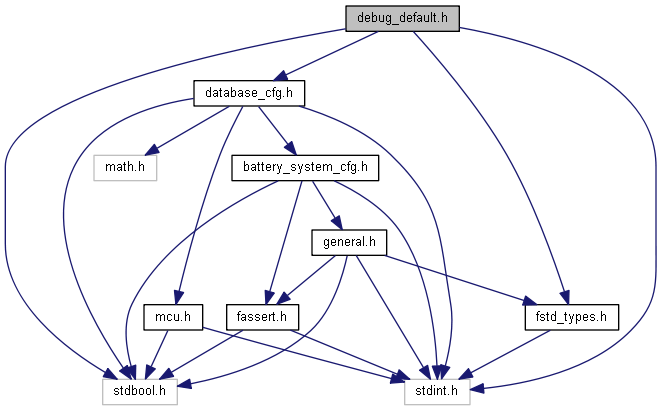 debug_default.h
database_cfg.h
math.h
battery_system_cfg.h
general.h
mcu.h
fassert.h
fstd_types.h
stdbool.h
stdint.h